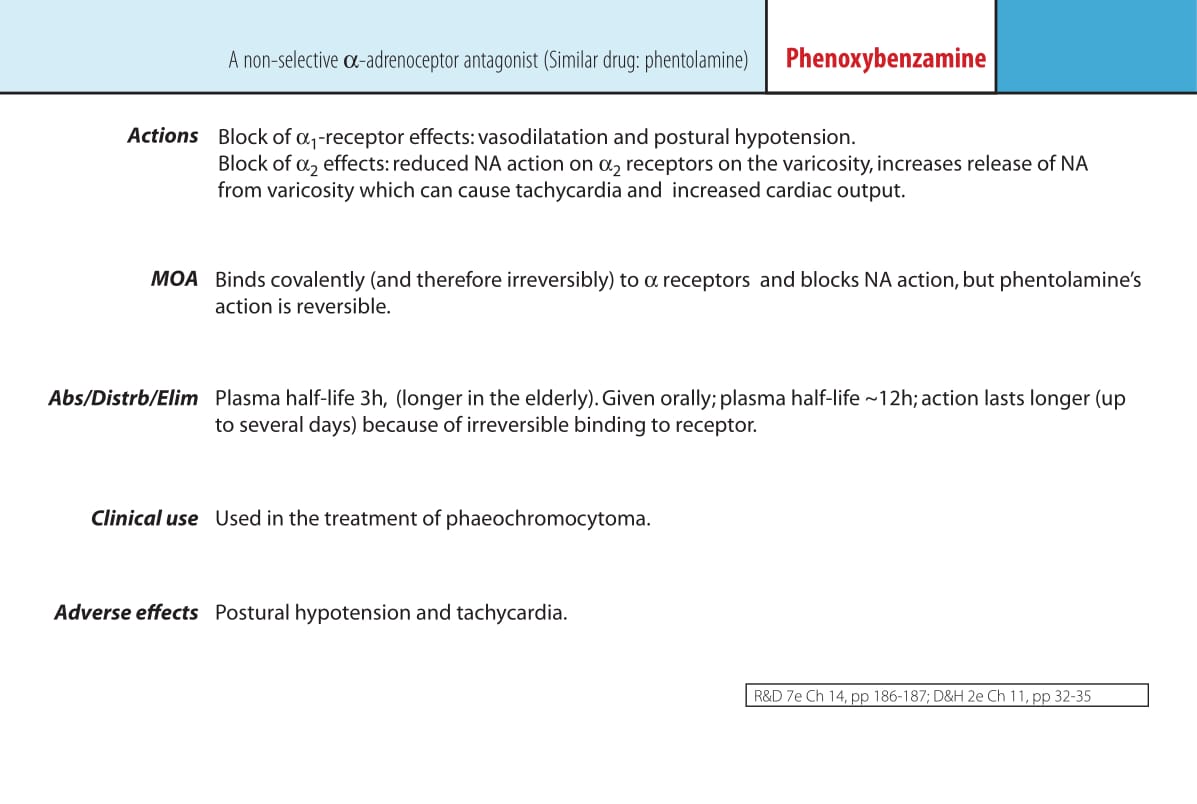 A non-selective α-adrenoceptor antagonist (Similar drug: phentolamine) Phenoxybenzamine
Actions Block of α1-receptor effects: vasodilatation and postural hypotension.
Block of α2 effects: reduced NA action on α2 receptors on the varicosity, increases release of NA
from varicosity which can cause tachycardia and increased cardiac output.
MOA Binds covalently (and therefore irreversibly) to α receptors and blocks NA action, but phentolamine's
action is reversible.
Abs/Distrb/Elim Plasma half-life 3h, (longer in the elderly). Given orally; plasma half-life ~12h; action lasts longer (up
to several days) because of irreversible binding to receptor.
Clinical use Used in the treatment of phaeochromocytoma.
Adverse effects Postural hypotension and tachycardia.
R&D 7e Ch 14, pp 186-187; D&H 2e Ch 11, pp 32-35